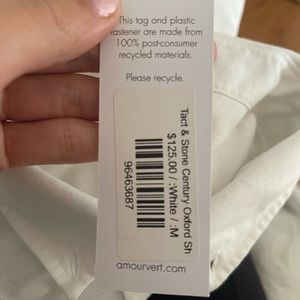 This tag and plastic
fastener are made from
100% post-consumer
recycled materials.
Please recycle.
Tact & Stone Century Oxford Sh
$125.00 / :White / :M
96463687
amourvert.com